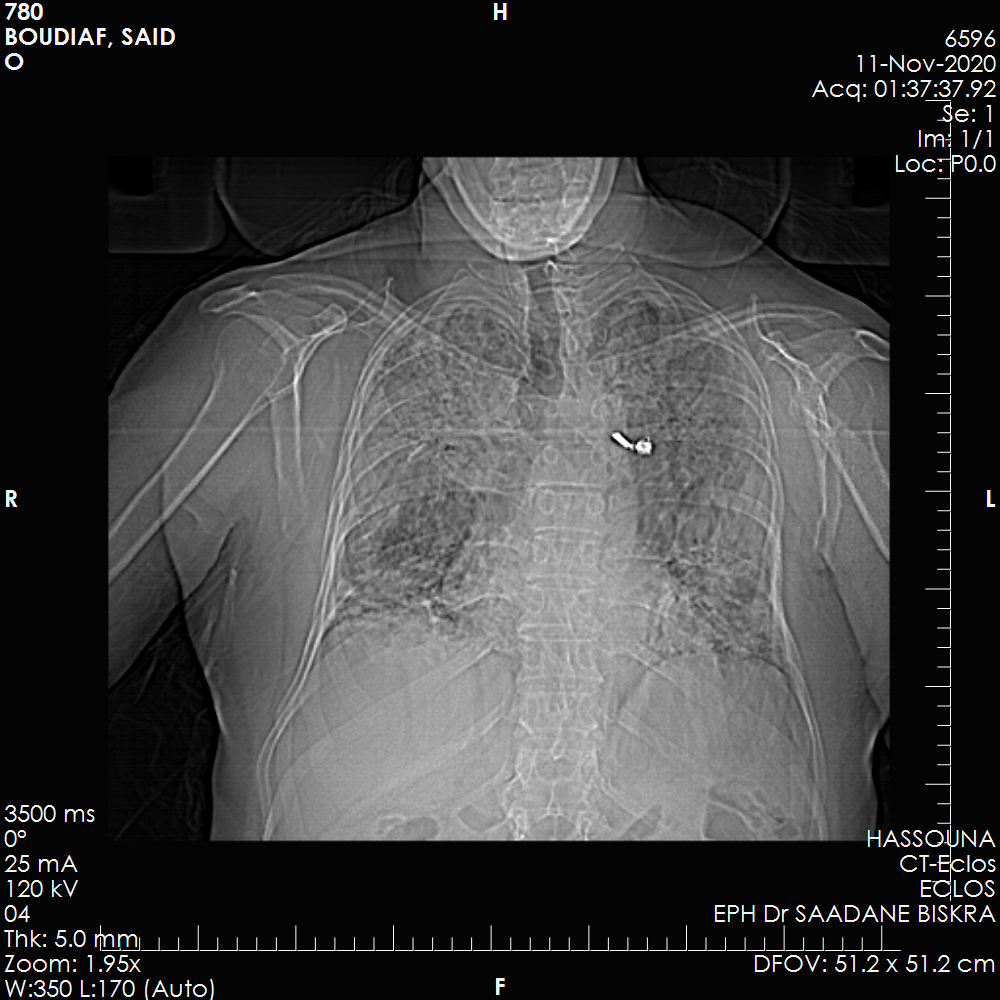 780
BOUDIAF, SAID
O
H
6596
11-Nov-2020
Acq: 01:37:37.92
Se: 1
Im: 1/1
Loc: P0.0
R
L
3500 ms
0°
25 mA
120 kV
04
Thk: 5.0 mm
Zoom: 1.95x
W:350 L:170 (Auto)
F
HASSOUNA
CT-Eclos
ECLOS
EPH Dr SAADANE BISKRA
DFOV: 51.2 x 51.2 cm